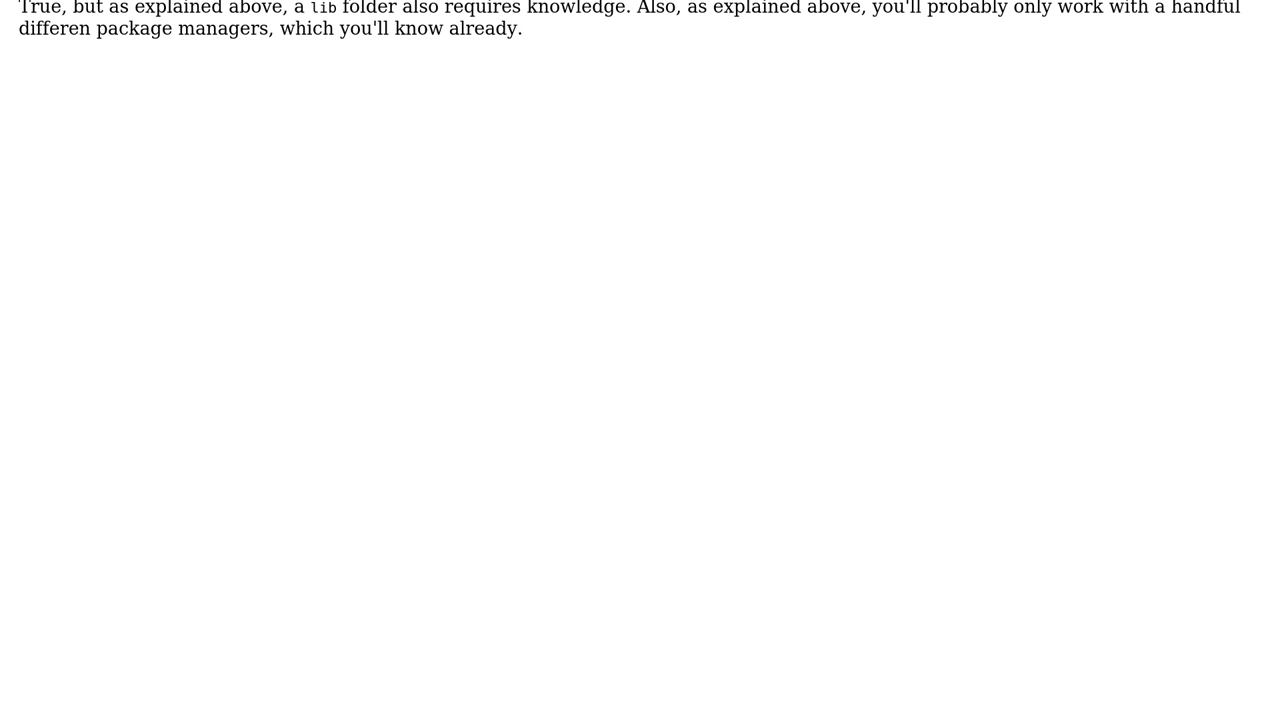 True, but as explained above, a lib folder also requires knowledge. Also, as explained above, you'll probably only work with a handful
differen package managers, which you'll know already.